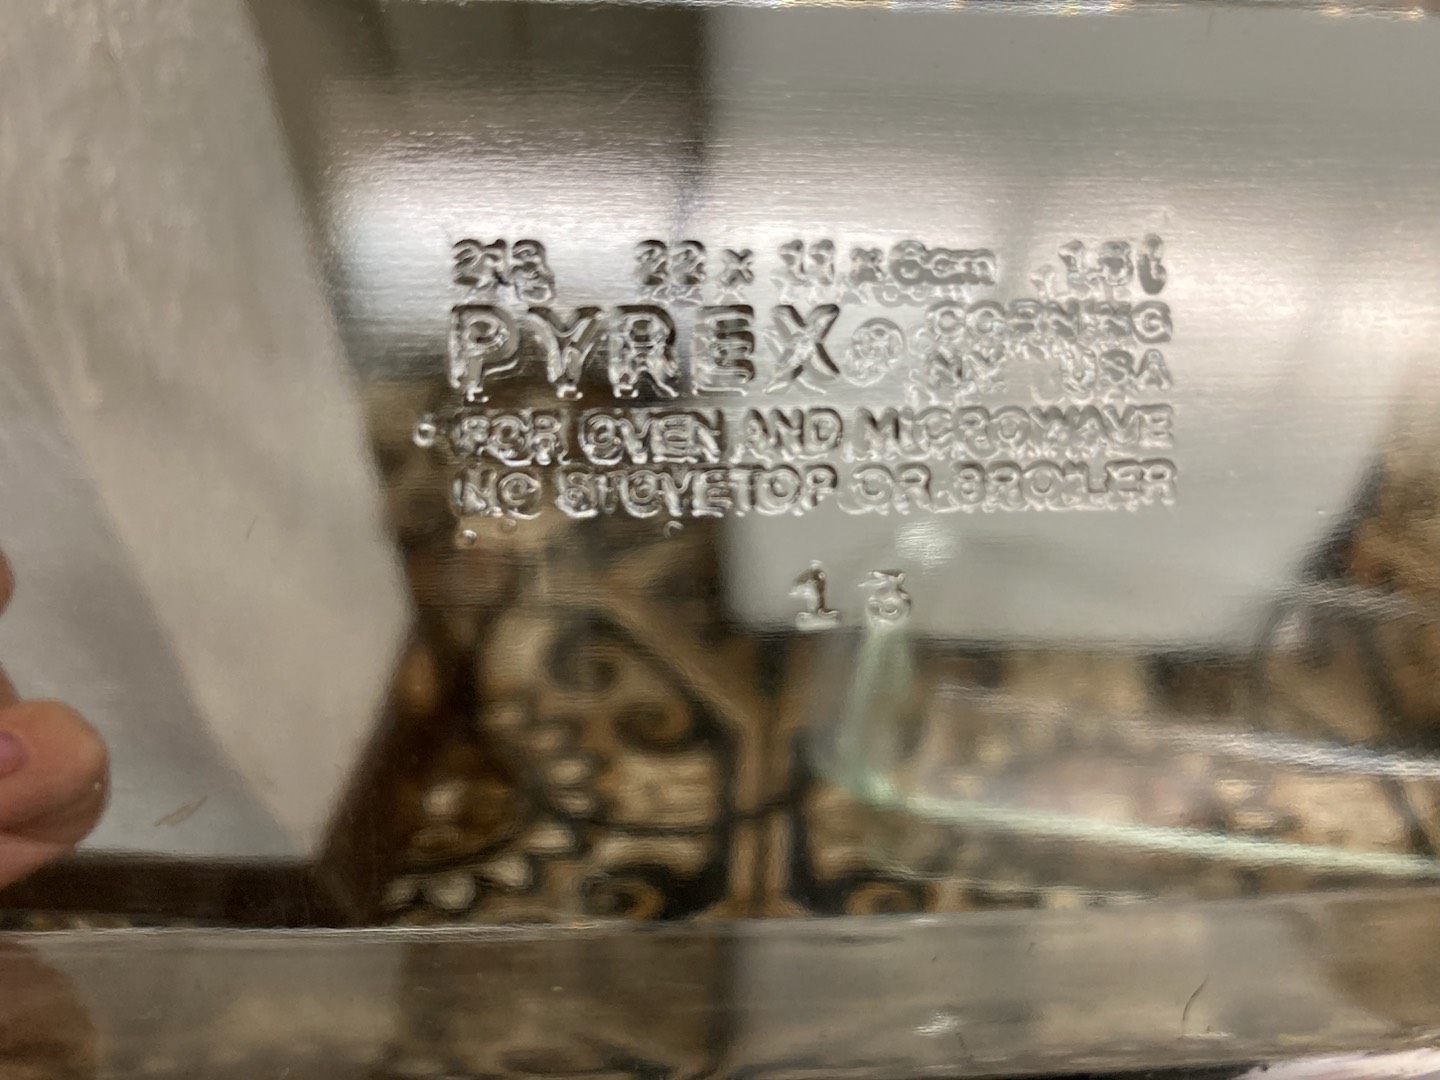 213 22 x 11 x 6cm 1.5ℓ
PYREX® CORNING
NY USA
FOR OVEN AND MICROWAVE
NO STOVETOP OR BROILER
13